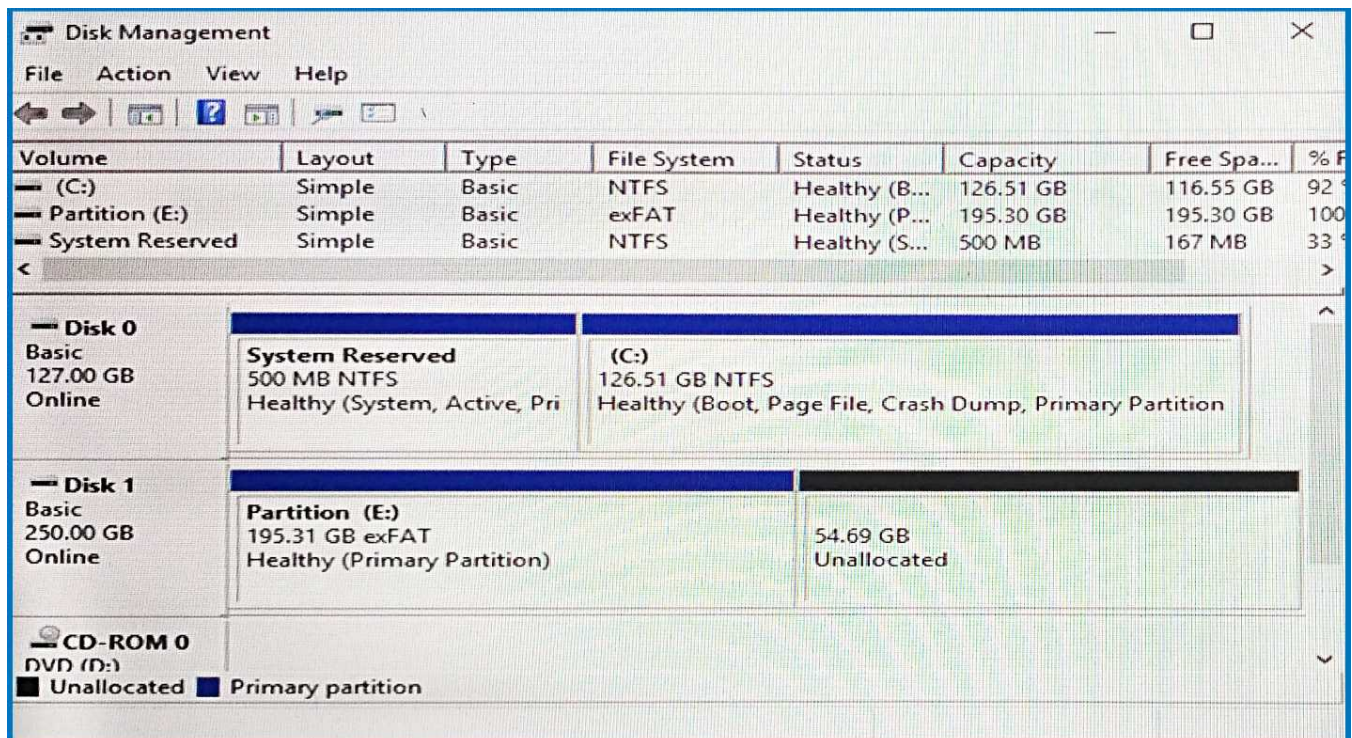 Disk Management
File Action View Help
Volume Layout Type File System Status Capacity Free Spa... % F
(C:) Simple Basic NTFS Healthy (B... 126.51 GB 116.55 GB 92 %
Partition (E:) Simple Basic exFAT Healthy (P... 195.30 GB 195.30 GB 100
System Reserved Simple Basic NTFS Healthy (S... 500 MB 167 MB 33 %
Disk 0
Basic
127.00 GB
Online
System Reserved
500 MB NTFS
Healthy (System, Active, Pri
(C:)
126.51 GB NTFS
Healthy (Boot, Page File, Crash Dump, Primary Partition
Disk 1
Basic
250.00 GB
Online
Partition (E:)
195.31 GB exFAT
Healthy (Primary Partition)
54.69 GB
Unallocated
CD-ROM 0
DVD (D:)
Unallocated Primary partition